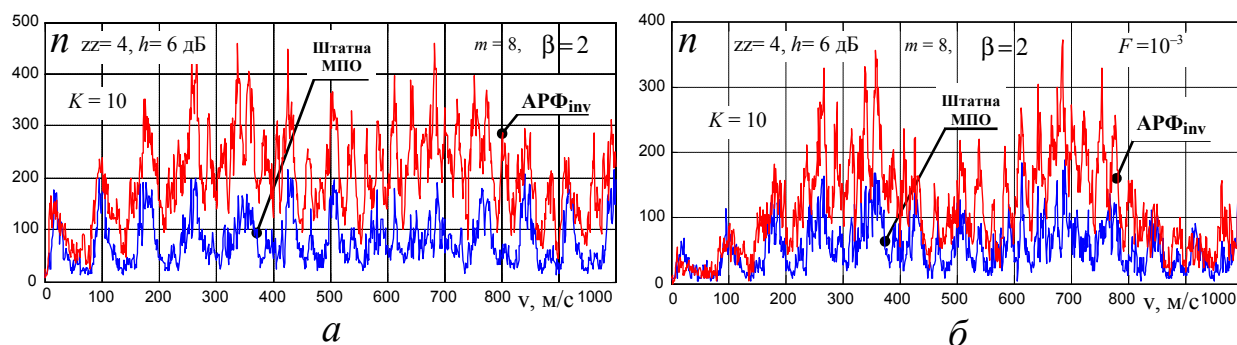 500
n
zz= 4, h= 6 дБ
Штатна
МПО
m = 8, β=2
400
K = 10
АРФinv
300
200
100
0
0 100 200 300 400 500 600 700 800 1000
v, м/с
а
400
n
zz= 4, h= 6 дБ
m = 8, β=2
F =10⁻³
300
Штатна
МПО
K = 10
АРФinv
200
100
0
0 100 200 300 400 500 600 700 800 1000
v, м/с
б